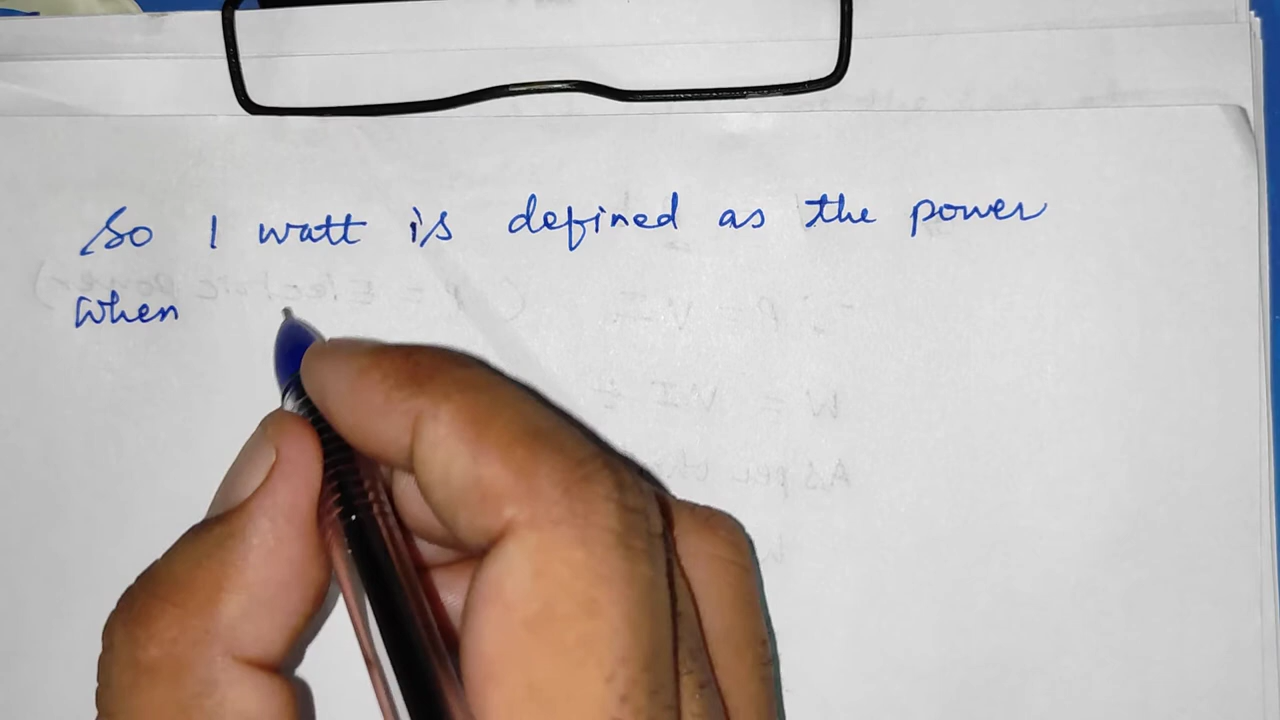 So 1 watt is defined as the power
when